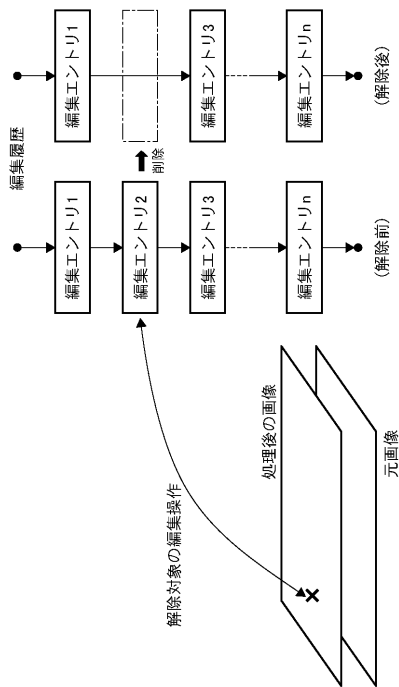 編集履歴
編集エントリ1
編集エントリ2
編集エントリ3
編集エントリn
(解除前)
削除
編集エントリ1
編集エントリ3
編集エントリn
(解除後)
解除対象の編集操作
処理後の画像
元画像